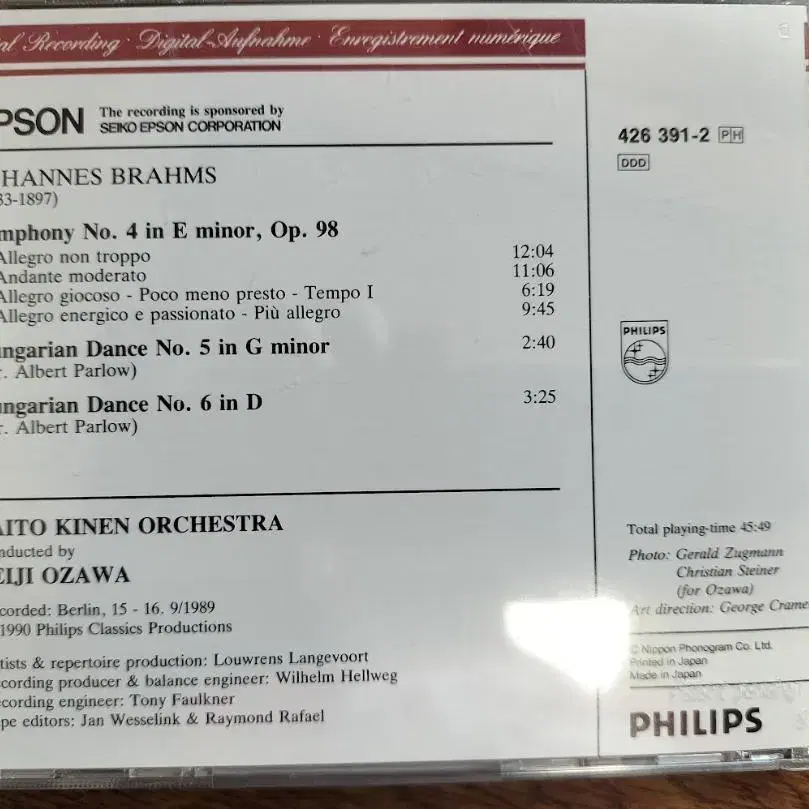 al Recording · Digital-Aufnahme · Enregistrement numérique
PSON
The recording is sponsored by
SEIKO EPSON CORPORATION
HANNES BRAHMS
33-1897)
mphony No. 4 in E minor, Op. 98
Allegro non troppo 12:04
Andante moderato 11:06
Allegro giocoso - Poco meno presto - Tempo I 6:19
Allegro energico e passionato - Più allegro 9:45
ngarian Dance No. 5 in G minor 2:40
r. Albert Parlow)
ngarian Dance No. 6 in D 3:25
r. Albert Parlow)
AITO KINEN ORCHESTRA
nducted by
EIJI OZAWA
corded: Berlin, 15 - 16. 9/1989
1990 Philips Classics Productions
tists & repertoire production: Louwrens Langevoort
cording producer & balance engineer: Wilhelm Hellweg
cording engineer: Tony Faulkner
pe editors: Jan Wesselink & Raymond Rafael
426 391-2 PH
DDD
PHILIPS
Total playing-time 45:49
Photo: Gerald Zugmann
Christian Steiner
(for Ozawa)
Art direction: George Crame
© Nippon Phonogram Co. Ltd.
Printed in Japan
Made in Japan
PHILIPS